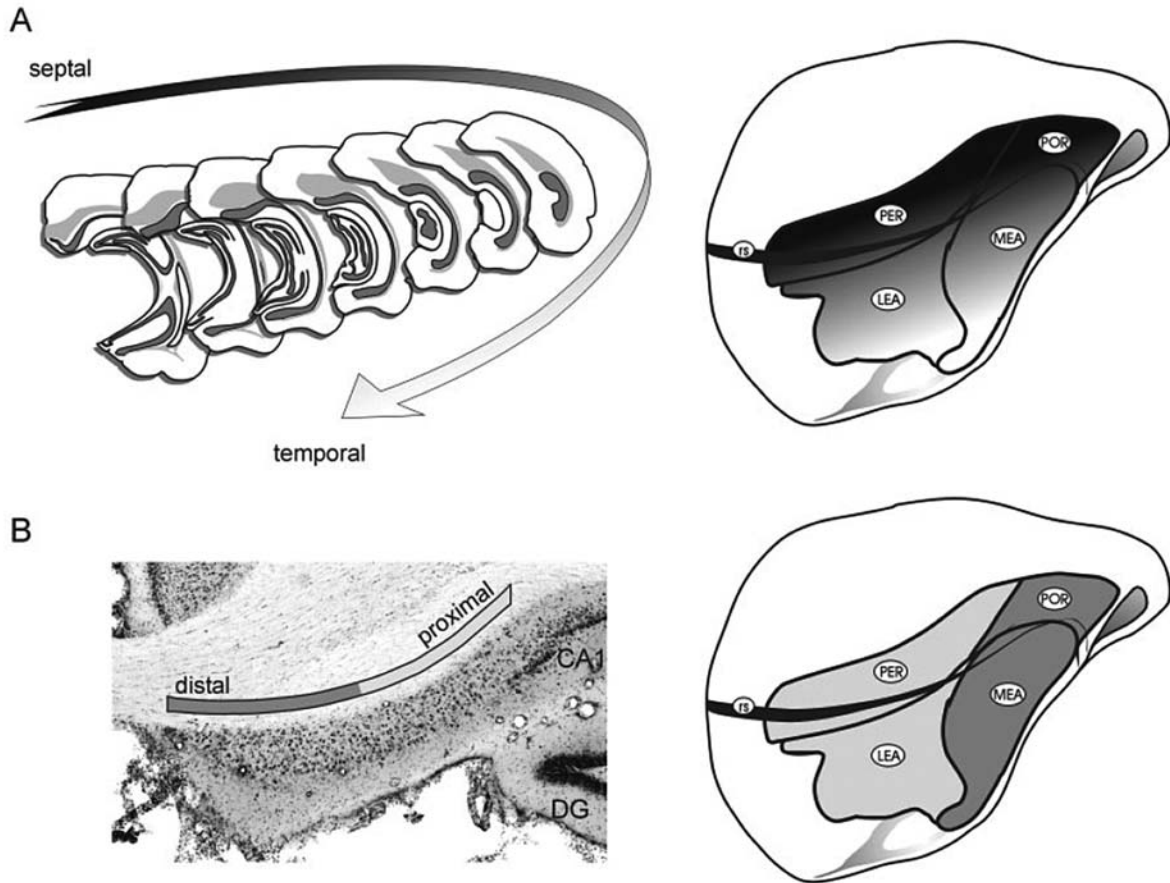 A
septal
temporal
POR
PER
MEA
rs
LEA
B
proximal
distal
CA1
DG
POR
PER
MEA
rs
LEA